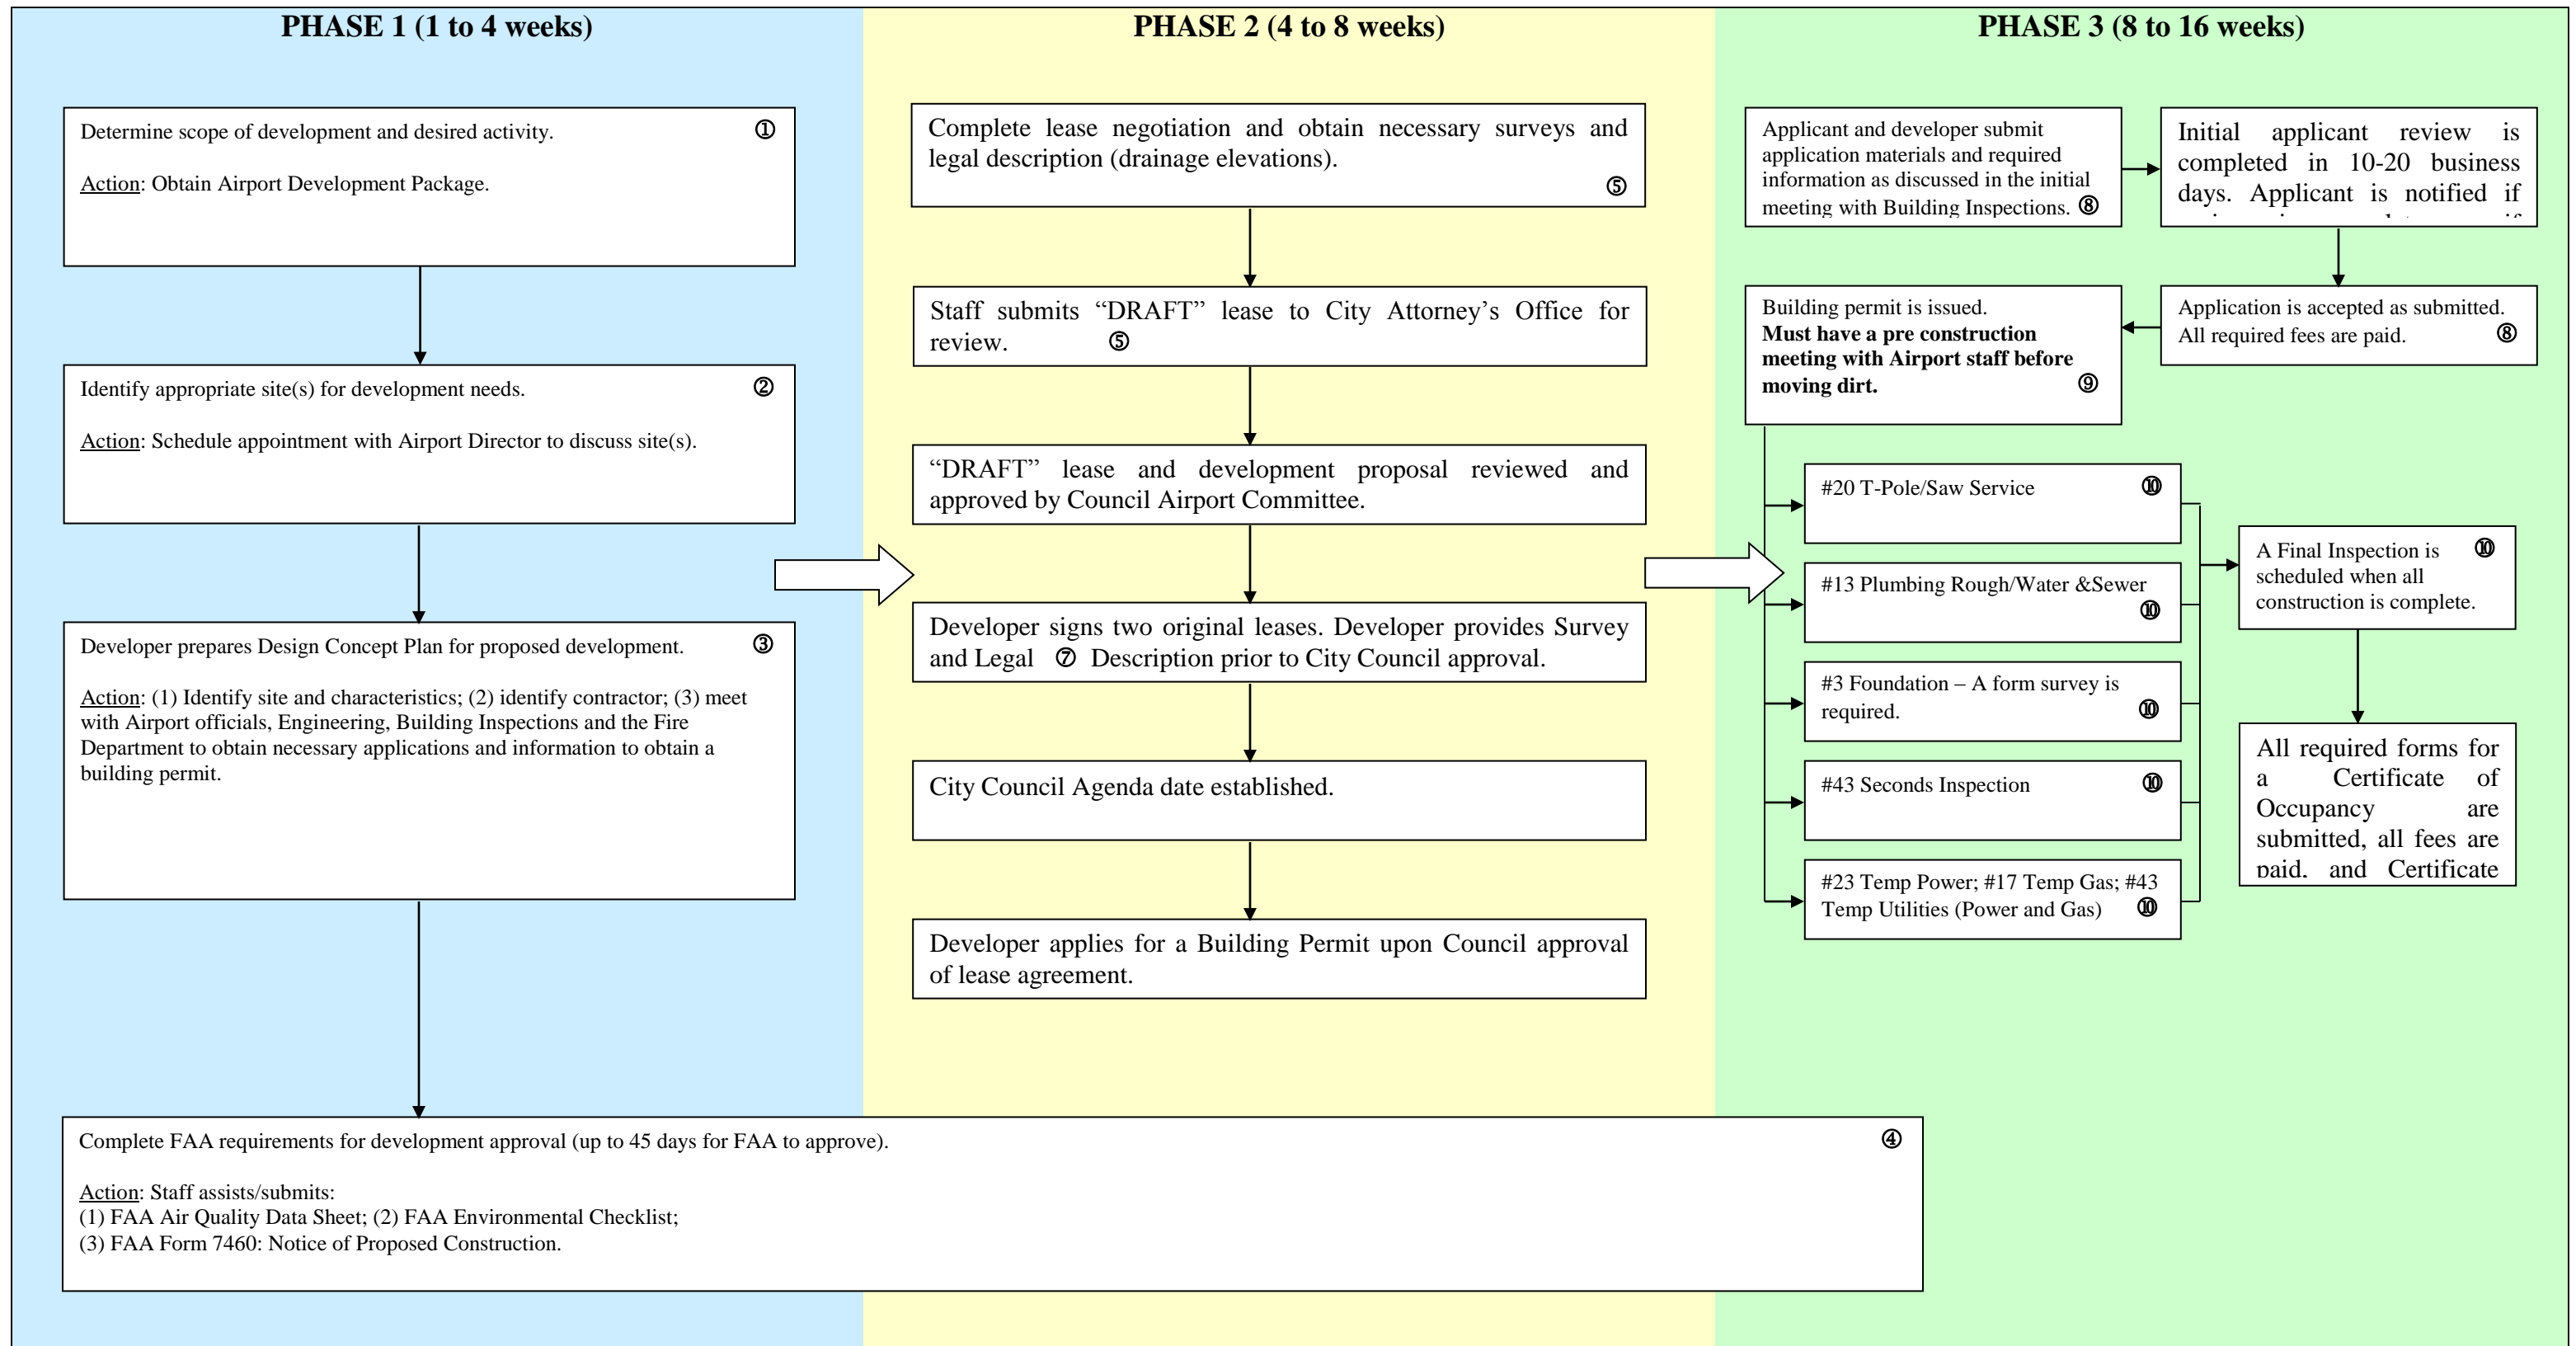 PHASE 1 (1 to 4 weeks)
Determine scope of development and desired activity. ①
Action: Obtain Airport Development Package.
Identify appropriate site(s) for development needs. ②
Action: Schedule appointment with Airport Director to discuss site(s).
Developer prepares Design Concept Plan for proposed development. ③
Action: (1) Identify site and characteristics; (2) identify contractor; (3) meet
with Airport officials, Engineering, Building Inspections and the Fire
Department to obtain necessary applications and information to obtain a
building permit.
Complete FAA requirements for development approval (up to 45 days for FAA to approve). ④
Action: Staff assists/submits:
(1) FAA Air Quality Data Sheet; (2) FAA Environmental Checklist;
(3) FAA Form 7460: Notice of Proposed Construction.
PHASE 2 (4 to 8 weeks)
Complete lease negotiation and obtain necessary surveys and
legal description (drainage elevations).
⑤
Staff submits “DRAFT” lease to City Attorney’s Office for
review. ⑤
“DRAFT” lease and development proposal reviewed and
approved by Council Airport Committee.
Developer signs two original leases. Developer provides Survey
and Legal ⑦ Description prior to City Council approval.
City Council Agenda date established.
Developer applies for a Building Permit upon Council approval
of lease agreement.
PHASE 3 (8 to 16 weeks)
Applicant and developer submit
application materials and required
information as discussed in the initial
meeting with Building Inspections. ⑧
Initial applicant review is
completed in 10-20 business
days. Applicant is notified if
Application is accepted as submitted.
All required fees are paid. ⑧
Building permit is issued.
Must have a pre construction
meeting with Airport staff before
moving dirt. ⑨
#20 T-Pole/Saw Service ⑩
#13 Plumbing Rough/Water &Sewer
⑩
#3 Foundation – A form survey is
required. ⑩
#43 Seconds Inspection ⑩
#23 Temp Power; #17 Temp Gas; #43
Temp Utilities (Power and Gas) ⑩
A Final Inspection is ⑩
scheduled when all
construction is complete.
All required forms for
a Certificate of
Occupancy are
submitted, all fees are
paid, and Certificate